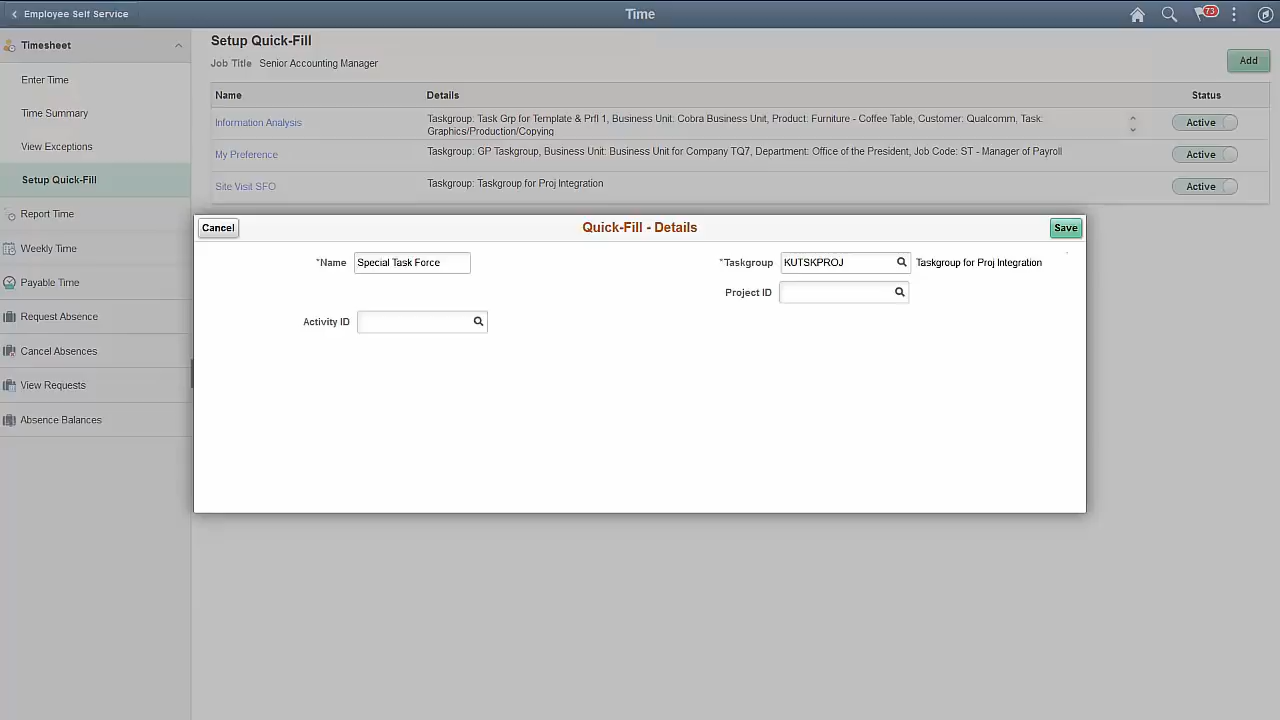 Employee Self Service
Time
73
Timesheet
Enter Time
Time Summary
View Exceptions
Setup Quick-Fill
Report Time
Weekly Time
Payable Time
Request Absence
Cancel Absences
View Requests
Absence Balances
Setup Quick-Fill
Job Title Senior Accounting Manager
Add
Name Details Status
Information Analysis
Taskgroup: Task Grp for Template & Prfl 1, Business Unit: Cobra Business Unit, Product: Furniture - Coffee Table, Customer: Qualcomm, Task:
Graphics/Production/Copying
Active
My Preference
Taskgroup: GP Taskgroup, Business Unit: Business Unit for Company TQ7, Department: Office of the President, Job Code: ST - Manager of Payroll
Active
Site Visit SFO
Taskgroup: Taskgroup for Proj Integration
Active
Cancel
Quick-Fill - Details
Save
*Name Special Task Force
*Taskgroup KUTSKPROJ Taskgroup for Proj Integration
Project ID
Activity ID